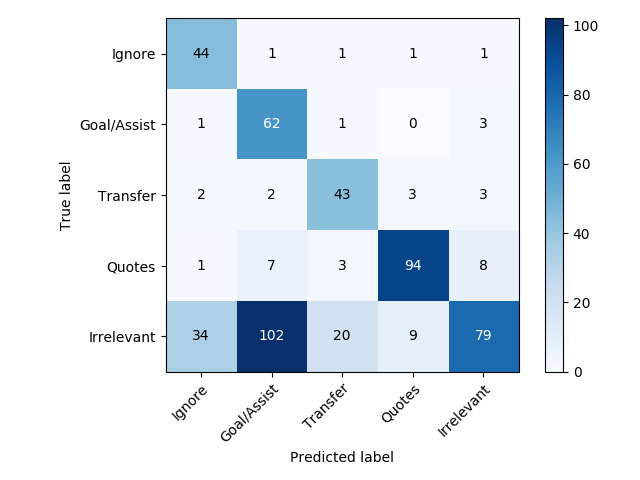 True label
Ignore 44 1 1 1 1
Goal/Assist 1 62 1 0 3
Transfer 2 2 43 3 3
Quotes 1 7 3 94 8
Irrelevant 34 102 20 9 79
Ignore Goal/Assist Transfer Quotes Irrelevant
Predicted label
100
80
60
40
20
0